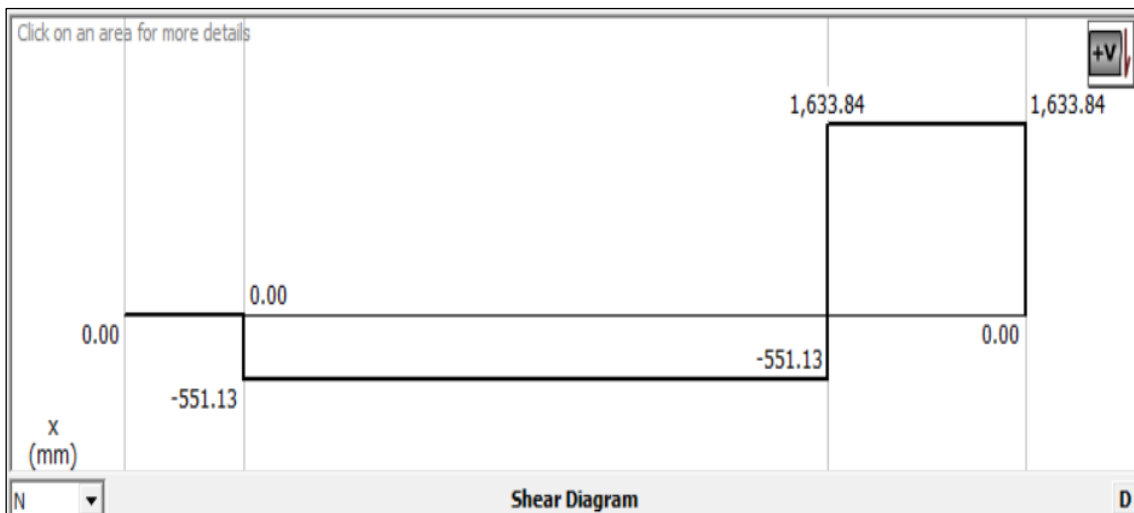 Click on an area for more details
+V
1,633.84
1,633.84
0.00
0.00
0.00
-551.13
-551.13
x
(mm)
N
Shear Diagram
D